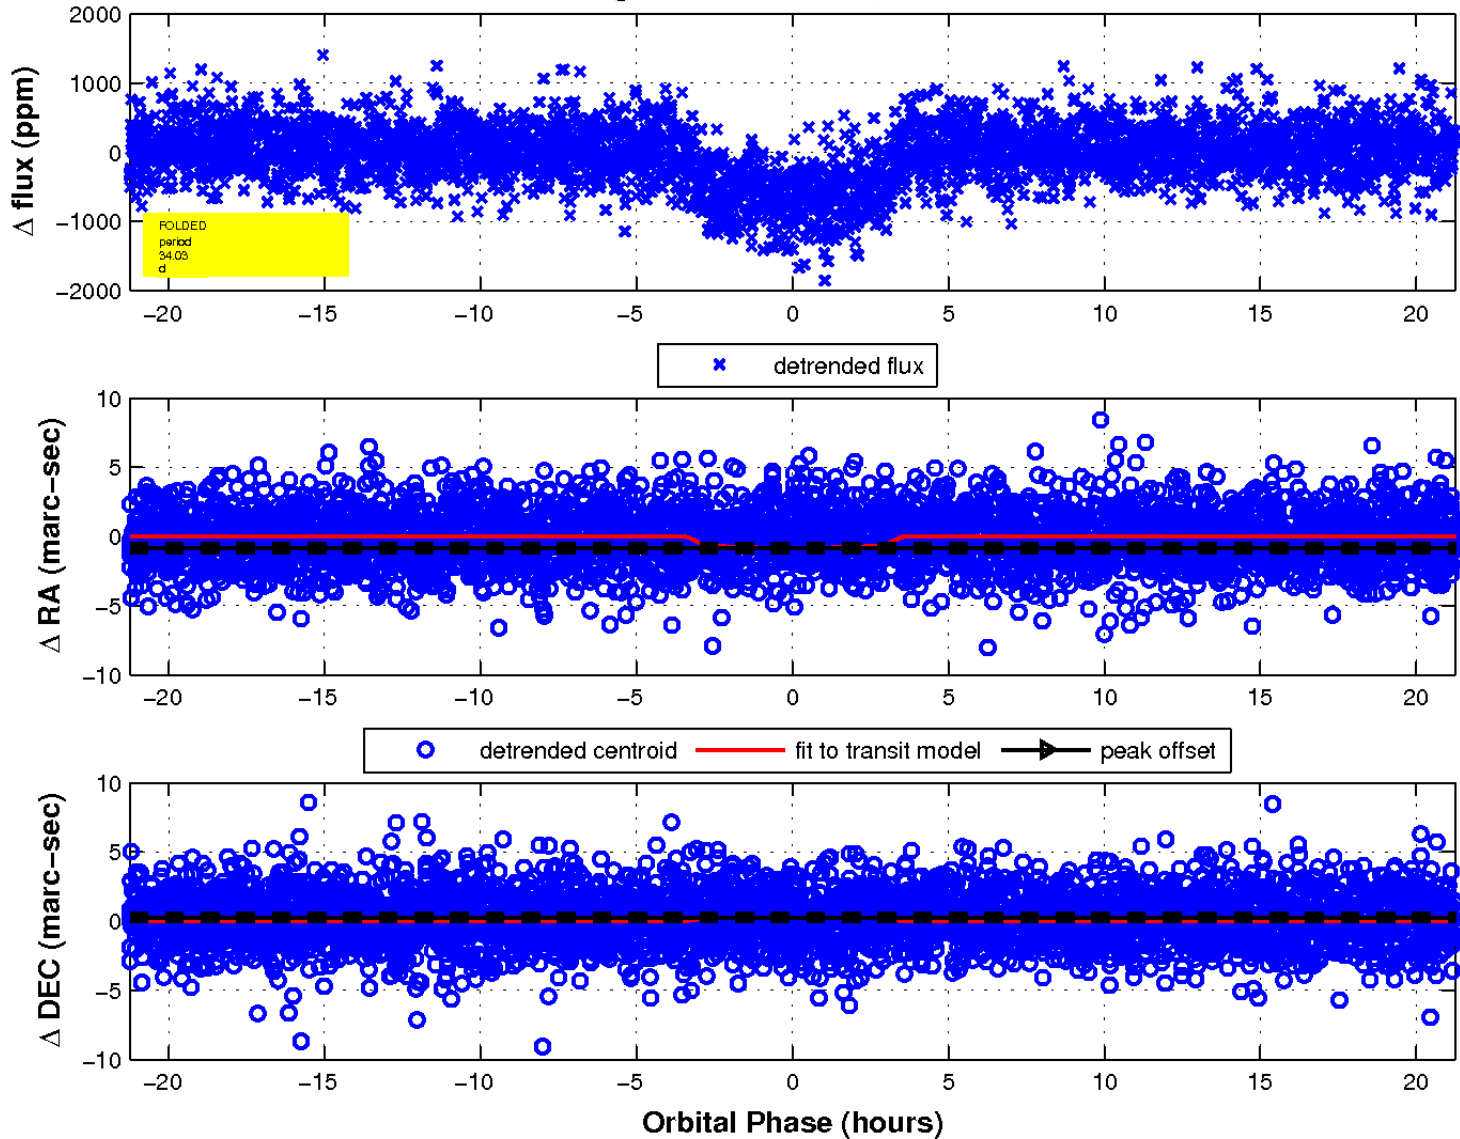 2000
1000
0
−1000
−2000
Δ flux (ppm)
FOLDED
period
34.03
d
−20 −15 −10 −5 0 5 10 15 20
detrended flux
10
5
0
−5
−10
Δ RA (marc−sec)
−20 −15 −10 −5 0 5 10 15 20
detrended centroid fit to transit model peak offset
10
5
0
−5
−10
Δ DEC (marc−sec)
−20 −15 −10 −5 0 5 10 15 20
Orbital Phase (hours)